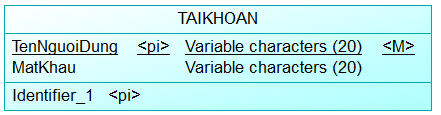 TAIKHOAN
TenNguoiDung <pi> Variable characters (20) <M>
MatKhau Variable characters (20)
Identifier_1 <pi>